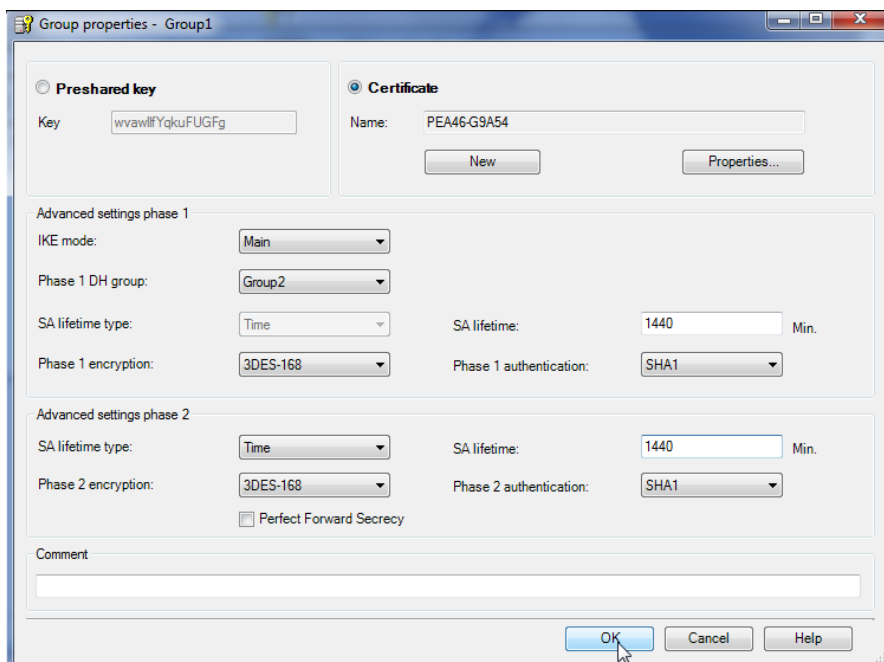 Group properties - Group1
Preshared key
Certificate
Key
Name: PEA46-G9A54
New
Properties...
Advanced settings phase 1
IKE mode: Main
Phase 1 DH group: Group2
SA lifetime type: Time SA lifetime: 1440 Min.
Phase 1 encryption: 3DES-168 Phase 1 authentication: SHA1
Advanced settings phase 2
SA lifetime type: Time SA lifetime: 1440 Min.
Phase 2 encryption: 3DES-168 Phase 2 authentication: SHA1
Perfect Forward Secrecy
Comment
OK Cancel Help